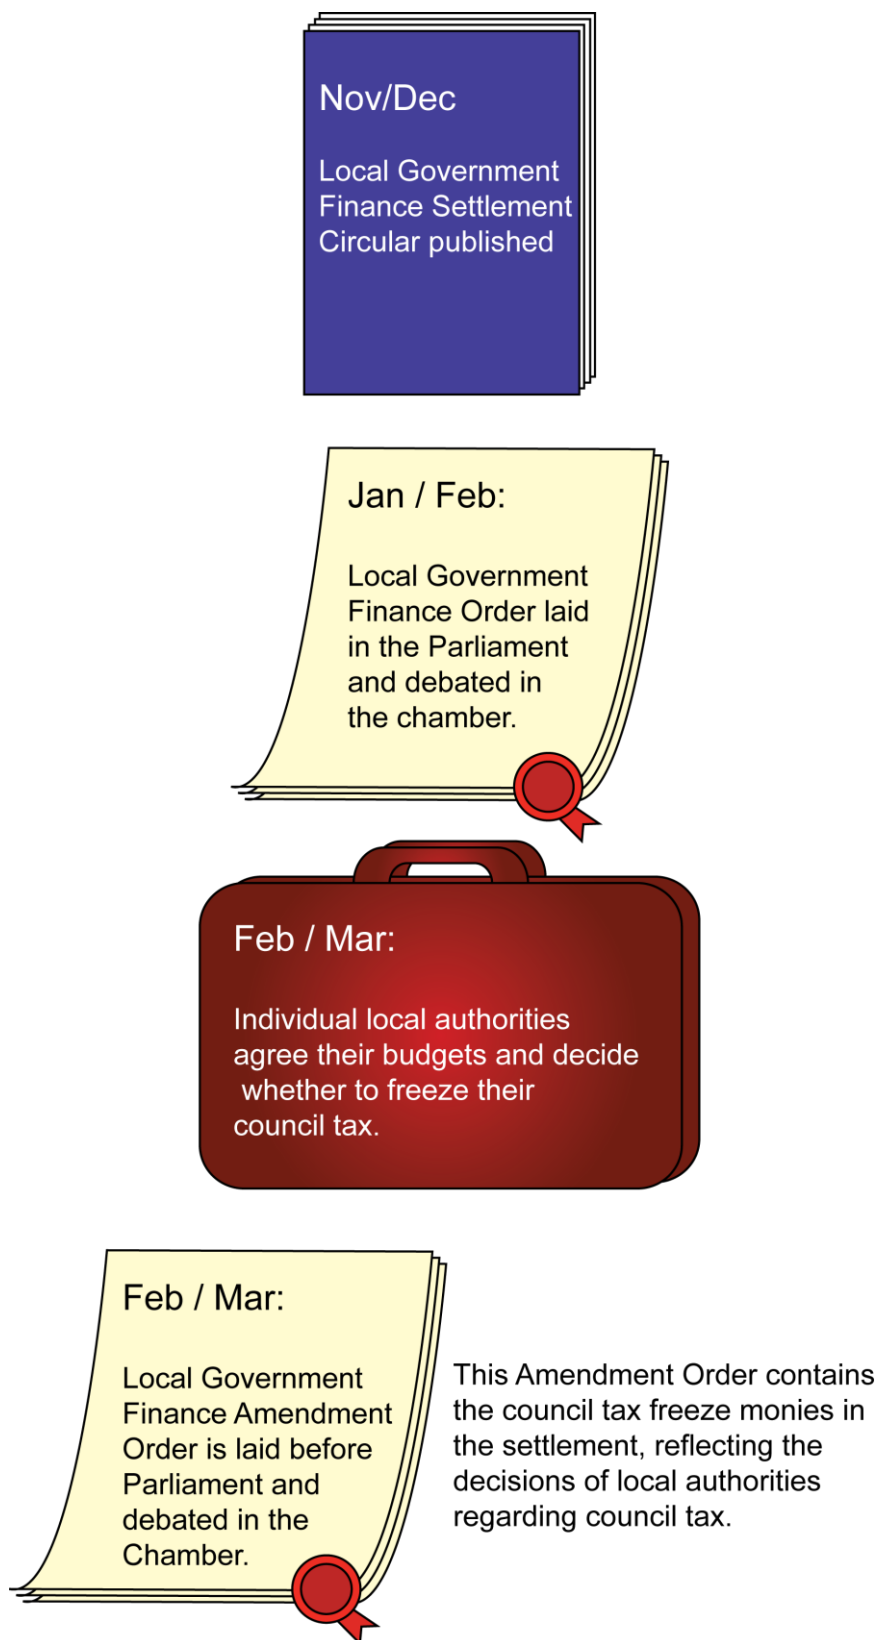 Nov/Dec
Local Government
Finance Settlement
Circular published
Jan / Feb:
Local Government
Finance Order laid
in the Parliament
and debated in
the chamber.
Feb / Mar:
Individual local authorities
agree their budgets and decide
whether to freeze their
council tax.
Feb / Mar:
Local Government
Finance Amendment
Order is laid before
Parliament and
debated in the
Chamber.
This Amendment Order contains
the council tax freeze monies in
the settlement, reflecting the
decisions of local authorities
regarding council tax.